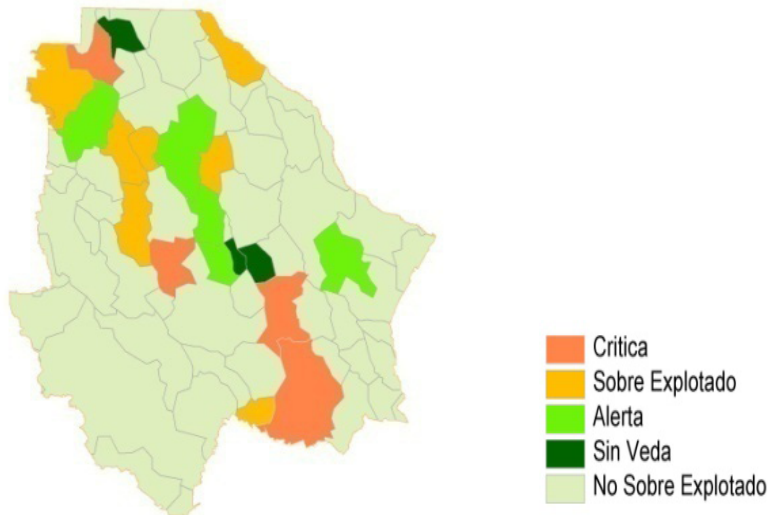 Critica
Sobre Explotado
Alerta
Sin Veda
No Sobre Explotado